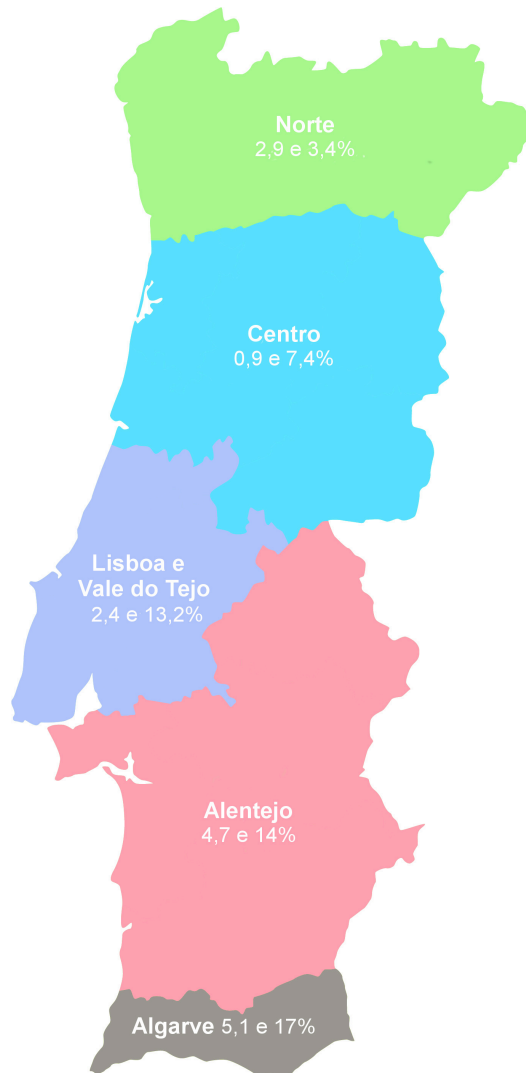 Norte
2,9 e 3,4%
Centro
0,9 e 7,4%
Lisboa e
Vale do Tejo
2,4 e 13,2%
Alentejo
4,7 e 14%
Algarve 5,1 e 17%